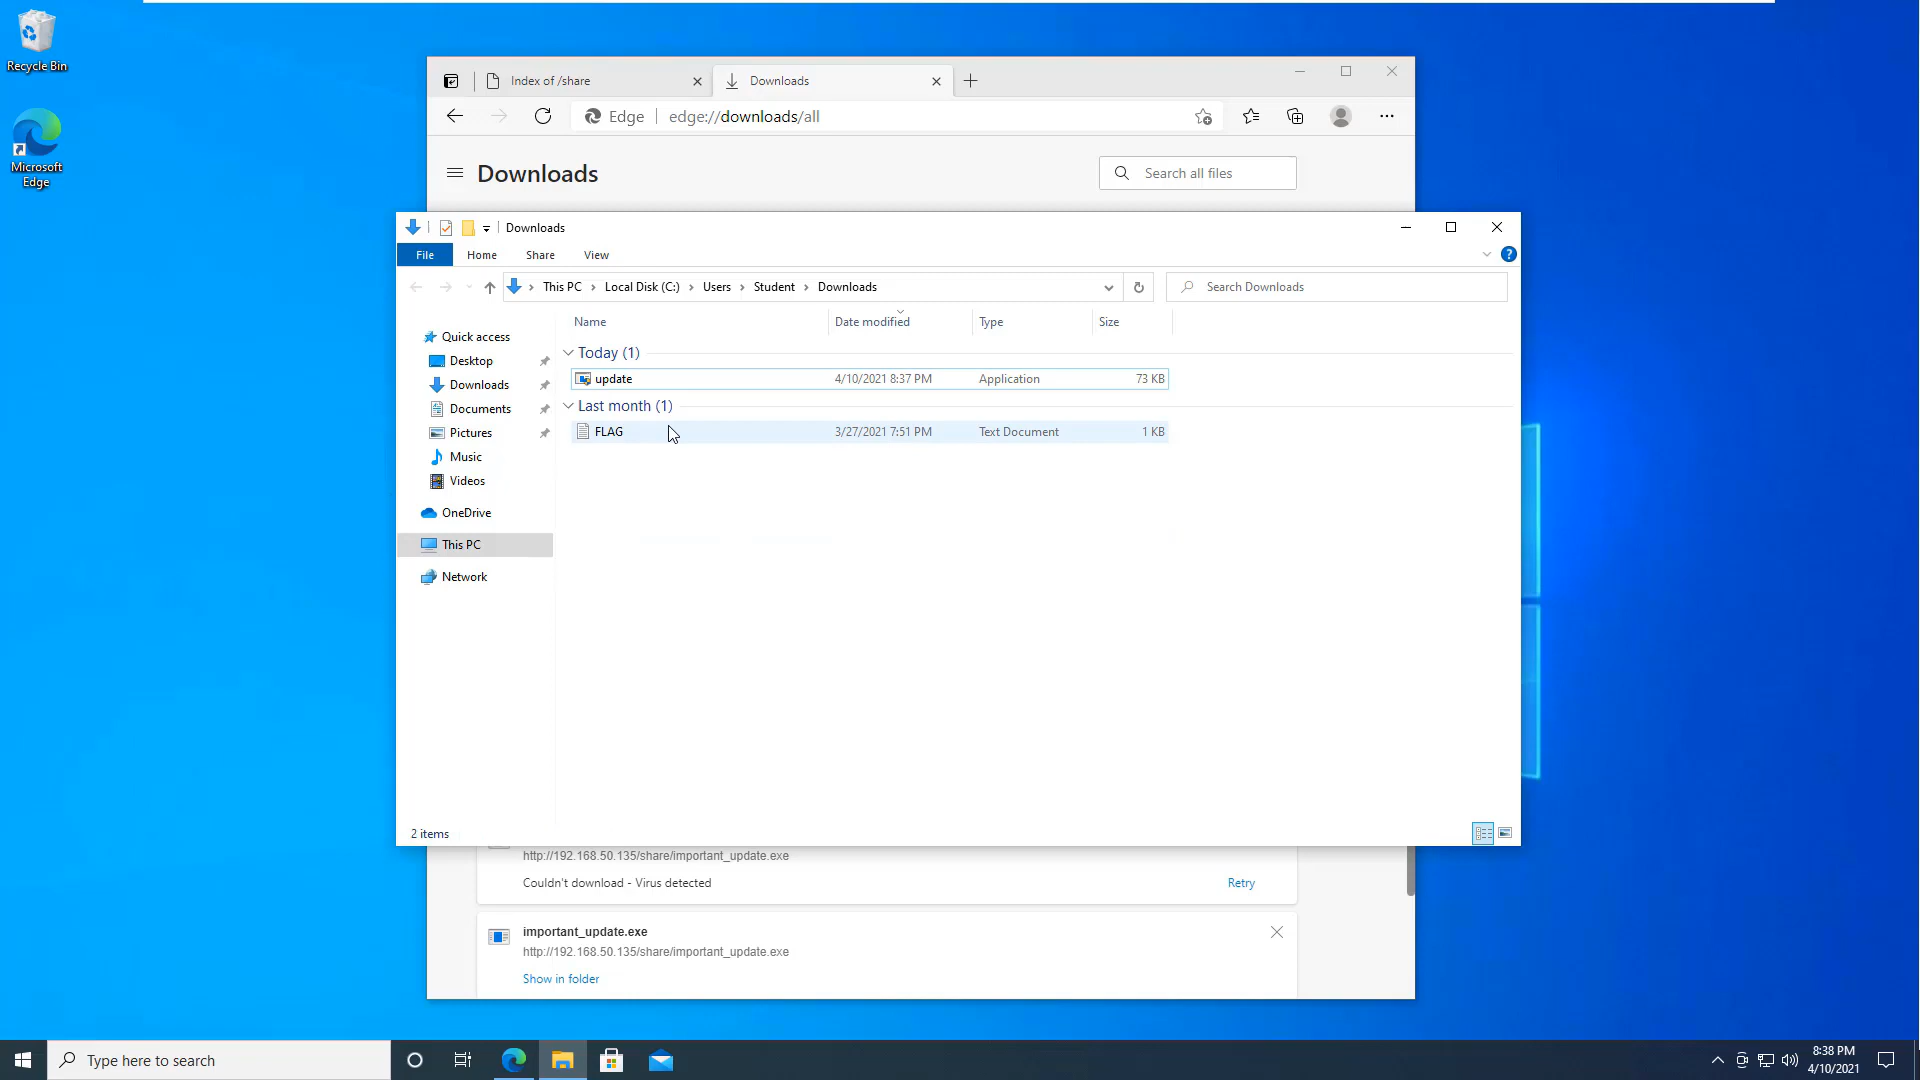 Recycle Bin
Microsoft
Edge
Index of /share
Downloads
Edge
edge://downloads/all
Downloads
Search all files
Downloads
File
Home
Share
View
This PC
Local Disk (C:)
Users
Student
Downloads
Search Downloads
Name
Date modified
Type
Size
Quick access
Desktop
Downloads
Documents
Pictures
Music
Videos
OneDrive
This PC
Network
Today (1)
update 4/10/2021 8:37 PM Application 73 KB
Last month (1)
FLAG 3/27/2021 7:51 PM Text Document 1 KB
2 items
http://192.168.50.135/share/important_update.exe
Couldn't download - Virus detected
Retry
important_update.exe
http://192.168.50.135/share/important_update.exe
Show in folder
Type here to search
8:38 PM
4/10/2021